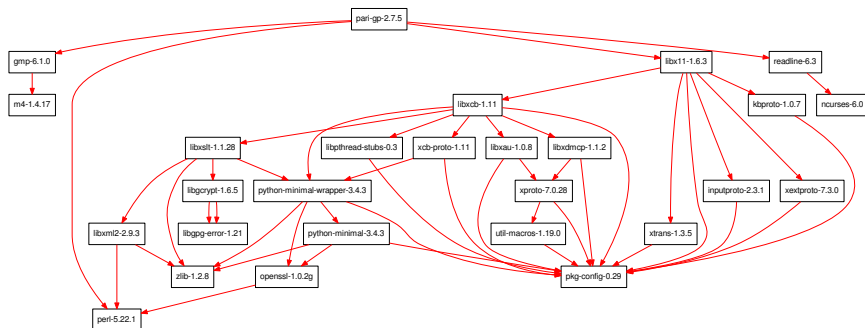 pari-gp-2.7.5
gmp-6.1.0
libx11-1.6.3
readline-6.3
m4-1.4.17
libxcb-1.11
kbproto-1.0.7
ncurses-6.0
libxslt-1.1.28
libpthread-stubs-0.3
xcb-proto-1.11
libxau-1.0.8
libxdmcp-1.1.2
libgcrypt-1.6.5
python-minimal-wrapper-3.4.3
xproto-7.0.28
inputproto-2.3.1
xextproto-7.3.0
libxml2-2.9.3
libgpg-error-1.21
python-minimal-3.4.3
util-macros-1.19.0
xtrans-1.3.5
zlib-1.2.8
openssl-1.0.2g
pkg-config-0.29
perl-5.22.1